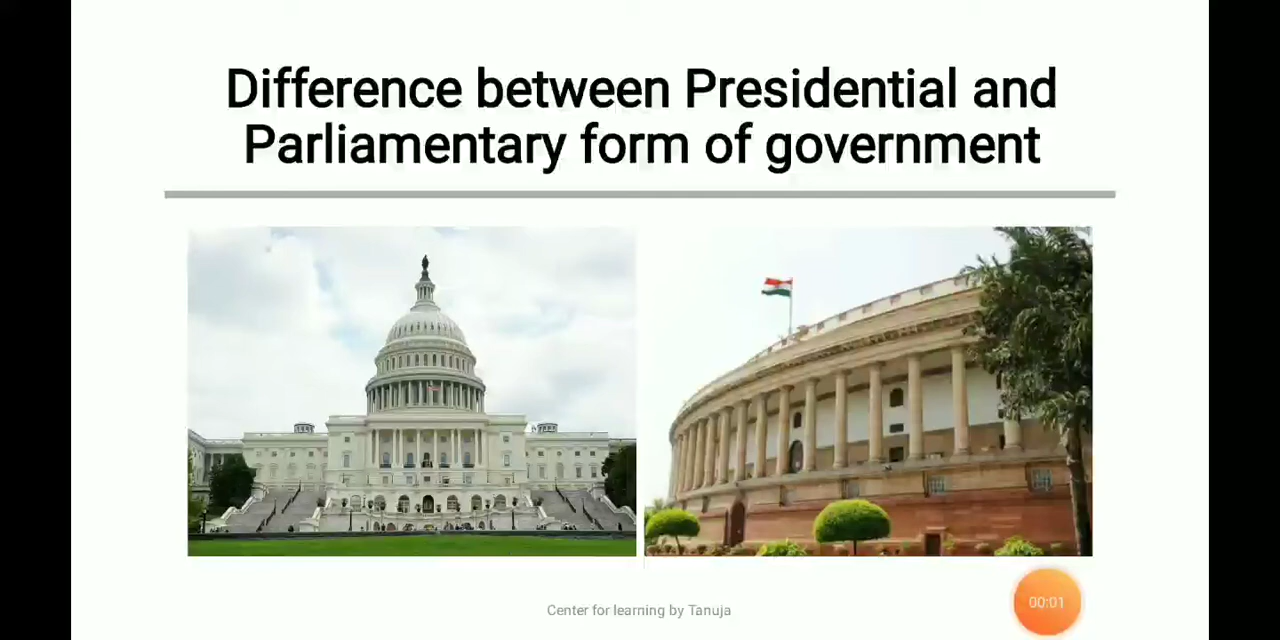 Difference between Presidential and
Parliamentary form of government
Center for learning by Tanuja
00:01